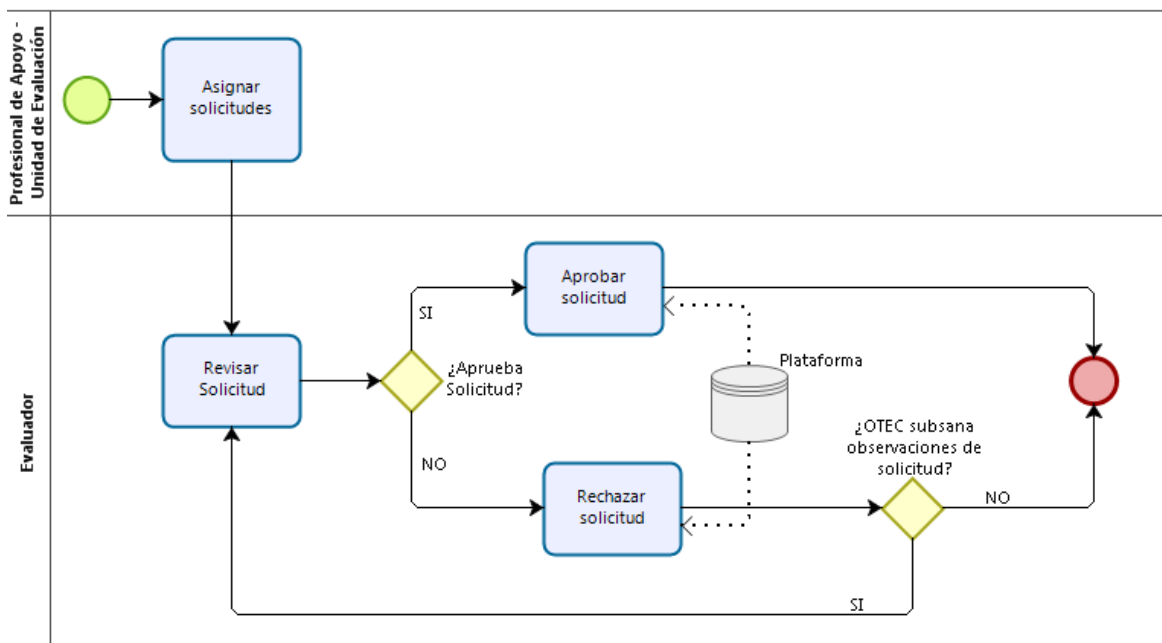 Profesional de Apoyo -
Unidad de Evaluación
Asignar
solicitudes
Evaluador
Revisar
Solicitud
¿Aprueba
Solicitud?
SI
Aprobar
solicitud
NO
Rechazar
solicitud
Plataforma
¿OTEC subsana
observaciones de
solicitud?
NO
SI